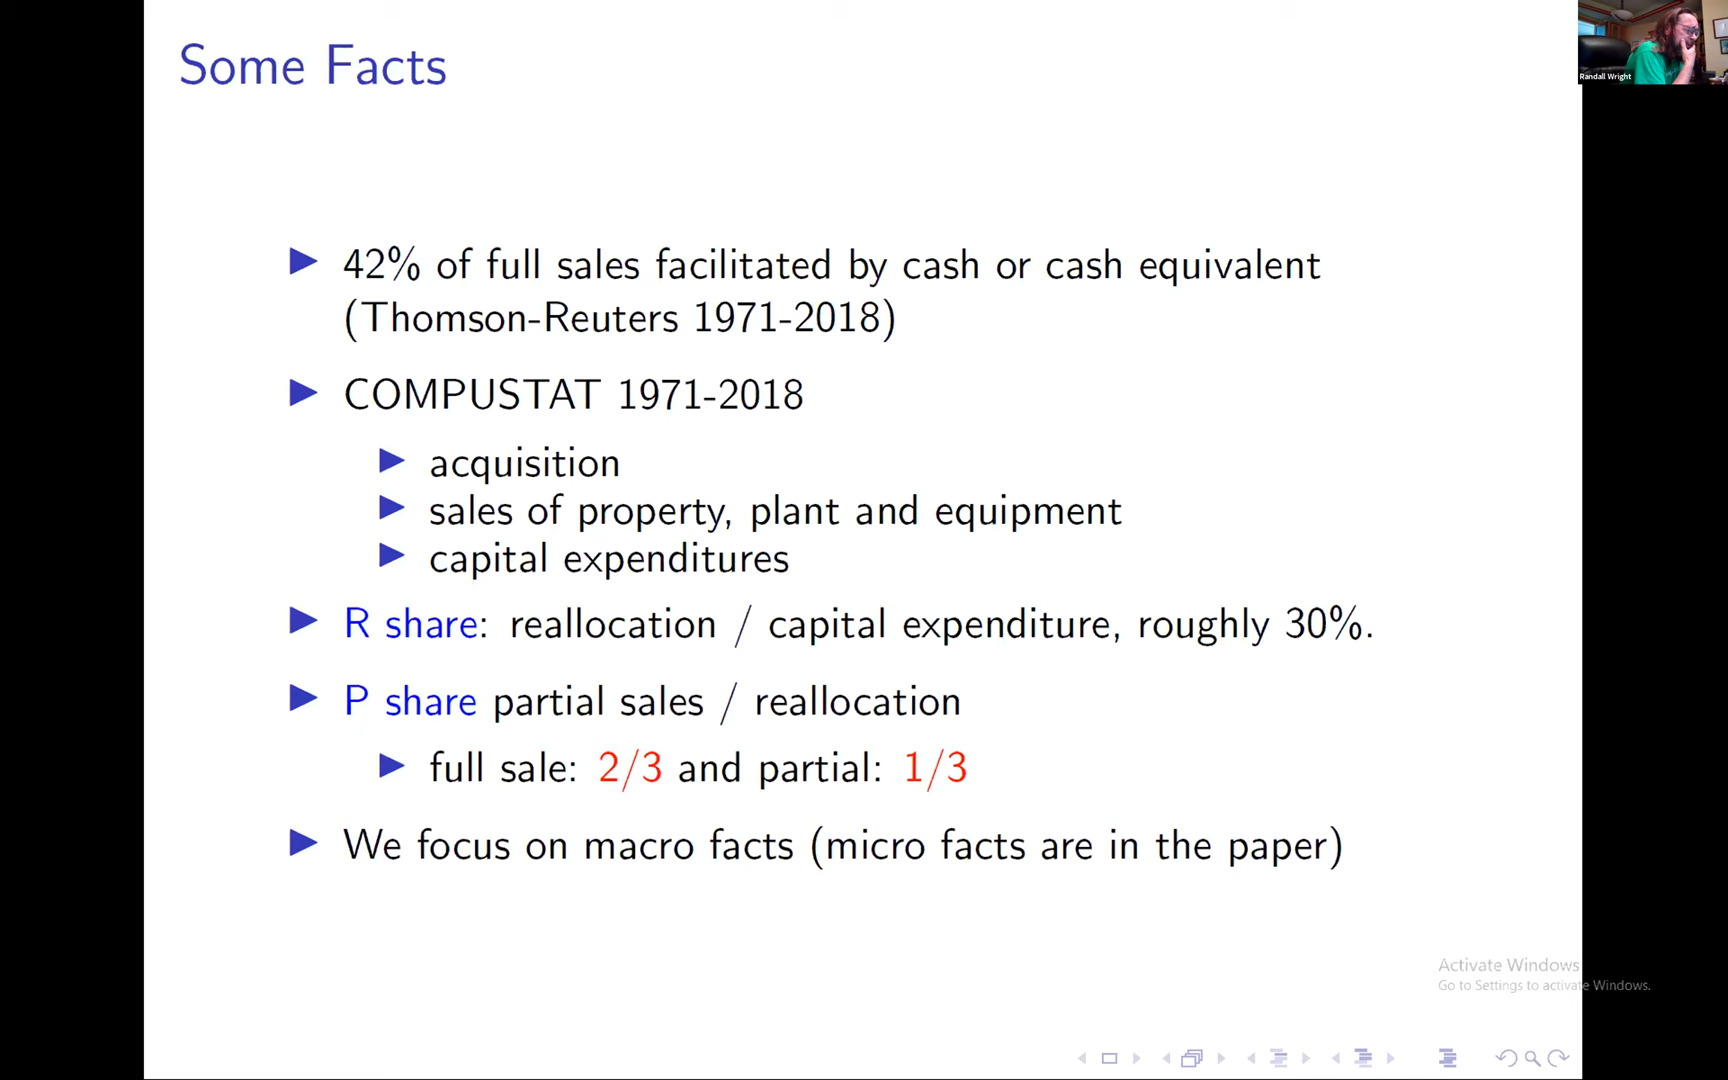 Some Facts
Randall Wright
42% of full sales facilitated by cash or cash equivalent
(Thomson-Reuters 1971-2018)
COMPUSTAT 1971-2018
acquisition
sales of property, plant and equipment
capital expenditures
R share: reallocation / capital expenditure, roughly 30%.
P share partial sales / reallocation
full sale: 2/3 and partial: 1/3
We focus on macro facts (micro facts are in the paper)
Activate Windows
Go to Settings to activate Windows.